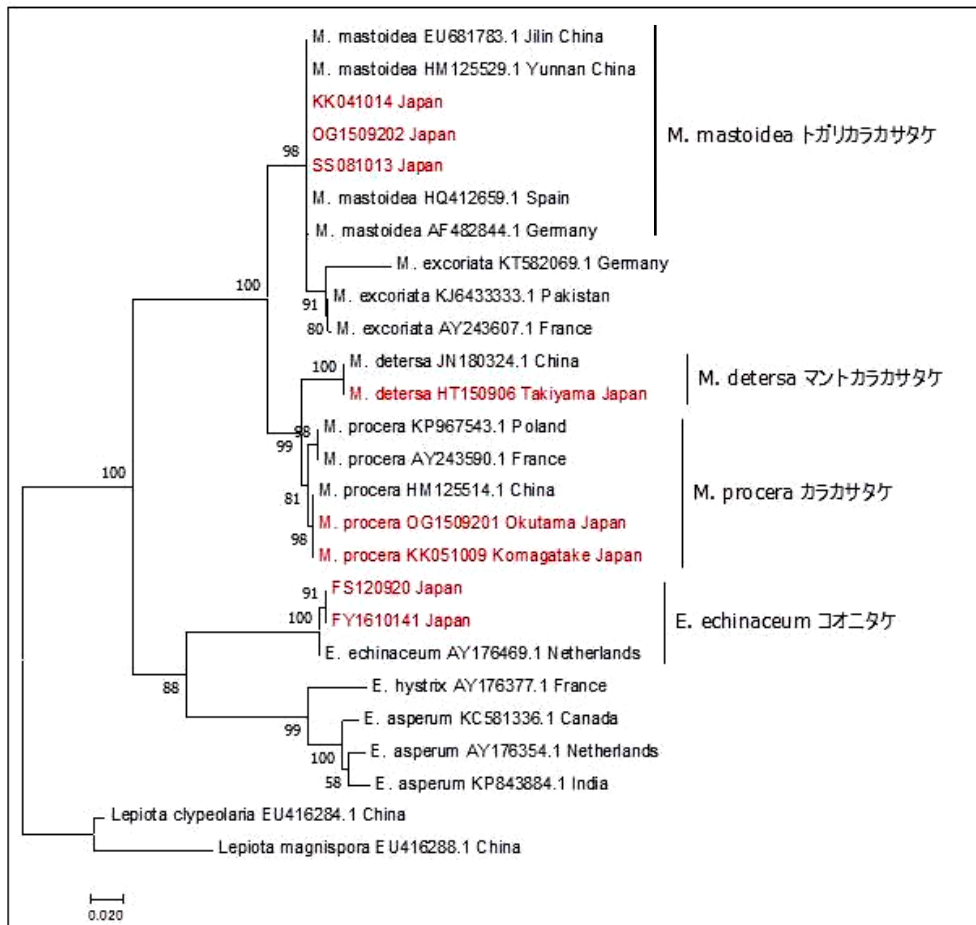 M. mastoidea EU681783.1 Jilin China
M. mastoidea HM125529.1 Yunnan China
KK041014 Japan
OG1509202 Japan
M. mastoidea トガリカラカサタケ
98
SS081013 Japan
M. mastoidea HQ412659.1 Spain
M. mastoidea AF482844.1 Germany
M. excoriata KT582069.1 Germany
100
91
M. excoriata KJ6433333.1 Pakistan
80
M. excoriata AY243607.1 France
100
M. detersa JN180324.1 China
M. detersa マントカラカサタケ
M. detersa HT150906 Takiyama Japan
98
M. procera KP967543.1 Poland
99
M. procera AY243590.1 France
100
81
M. procera HM125514.1 China
M. procera カラカサタケ
M. procera OG1509201 Okutama Japan
98
M. procera KK051009 Komagatake Japan
91
FS120920 Japan
100
FY1610141 Japan
E. echinaceum コオニタケ
E. echinaceum AY176469.1 Netherlands
88
E. hystrix AY176377.1 France
99
E. asperum KC581336.1 Canada
100
E. asperum AY176354.1 Netherlands
58
E. asperum KP843884.1 India
Lepiota clypeolaria EU416284.1 China
Lepiota magnispora EU416288.1 China
0.020